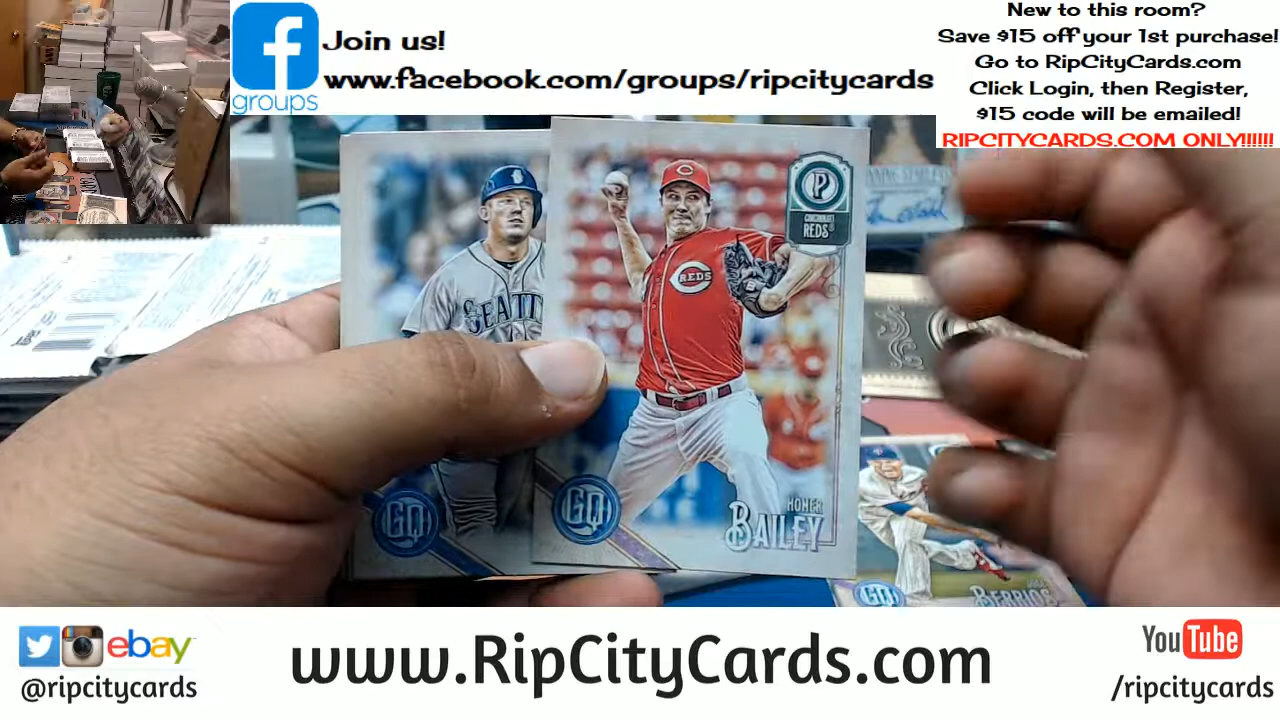 groups
Join us!
www.facebook.com/groups/ripcitycards
New to this room?
Save $15 off your 1st purchase!
Go to RipCityCards.com
Click Login, then Register,
$15 code will be emailed!
RIPCITYCARDS.COM ONLY!!!!!!
P
CINCINNATI
REDS
REDS
SEATT
GQ
GQ
HOMER
BAILEY
GQ
BERRIOS
ebay
@ripcitycards
www.RipCityCards.com
YouTube
/ripcitycards